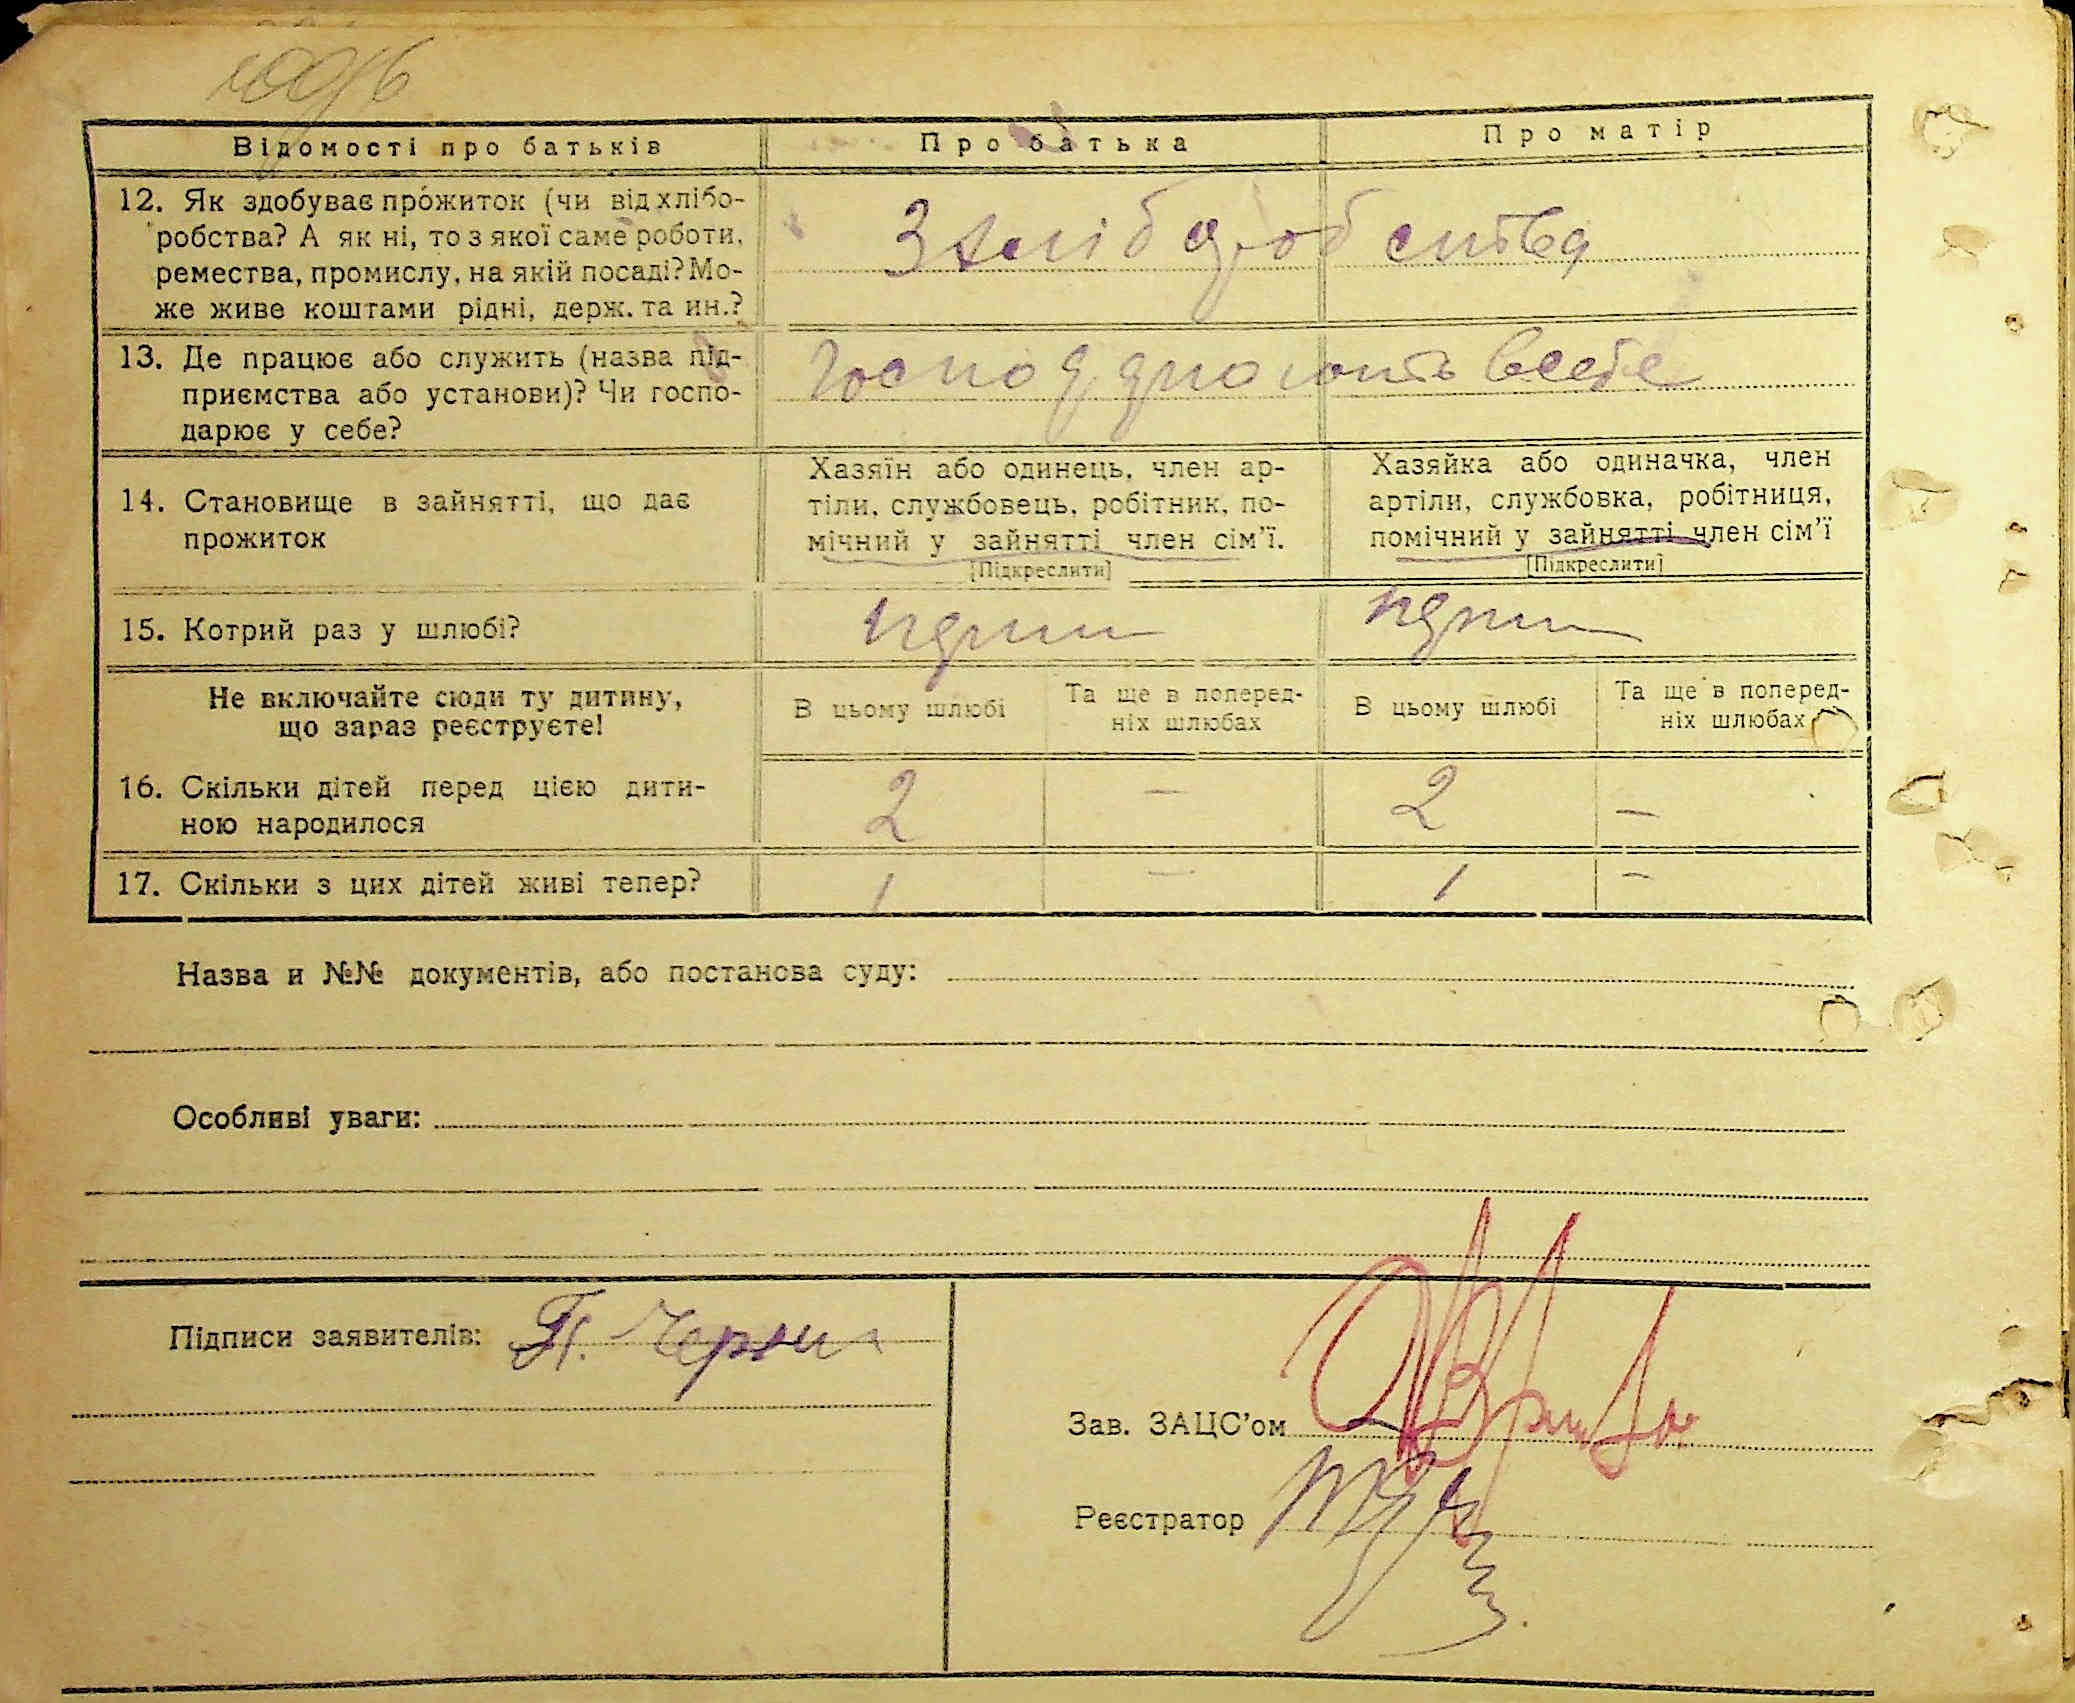 Відомості про батьків
Про батька
Про матір
12. Як здобуває прожиток (чи від хлібо-
робства? А як ні, то з якої саме роботи,
ремества, промислу, на якій посаді? Мо-
же живе коштами рідні, держ. та ин.?
З хліборобства
13. Де працює або служить (назва під-
приємства або установи)? Чи госпо-
дарює у себе?
господарюють в себе
14. Становище в зайнятті, що дає
прожиток
Хазяїн або одинець, член ар-
тіли, службовець, робітник, по-
мічний у зайнятті член сім'ї.
[Підкреслити]
Хазяйка або одиначка, член
артіли, службовка, робітниця,
помічний у зайнятті член сім'ї
[Підкреслити]
15. Котрий раз у шлюбі?
Не включайте сюди ту дитину,
що зараз реєструєте!
В цьому шлюбі
Та ще в поперед-
ніх шлюбах
В цьому шлюбі
Та ще в поперед-
ніх шлюбах
16. Скільки дітей перед цією дити-
ною народилося
2 — 2 —
17. Скільки з цих дітей живі тепер?
1 — 1 —
Назва и №№ документів, або постанова суду:
Особливі уваги:
Підписи заявителів:
Зав. ЗАЦС'ом
Реєстратор